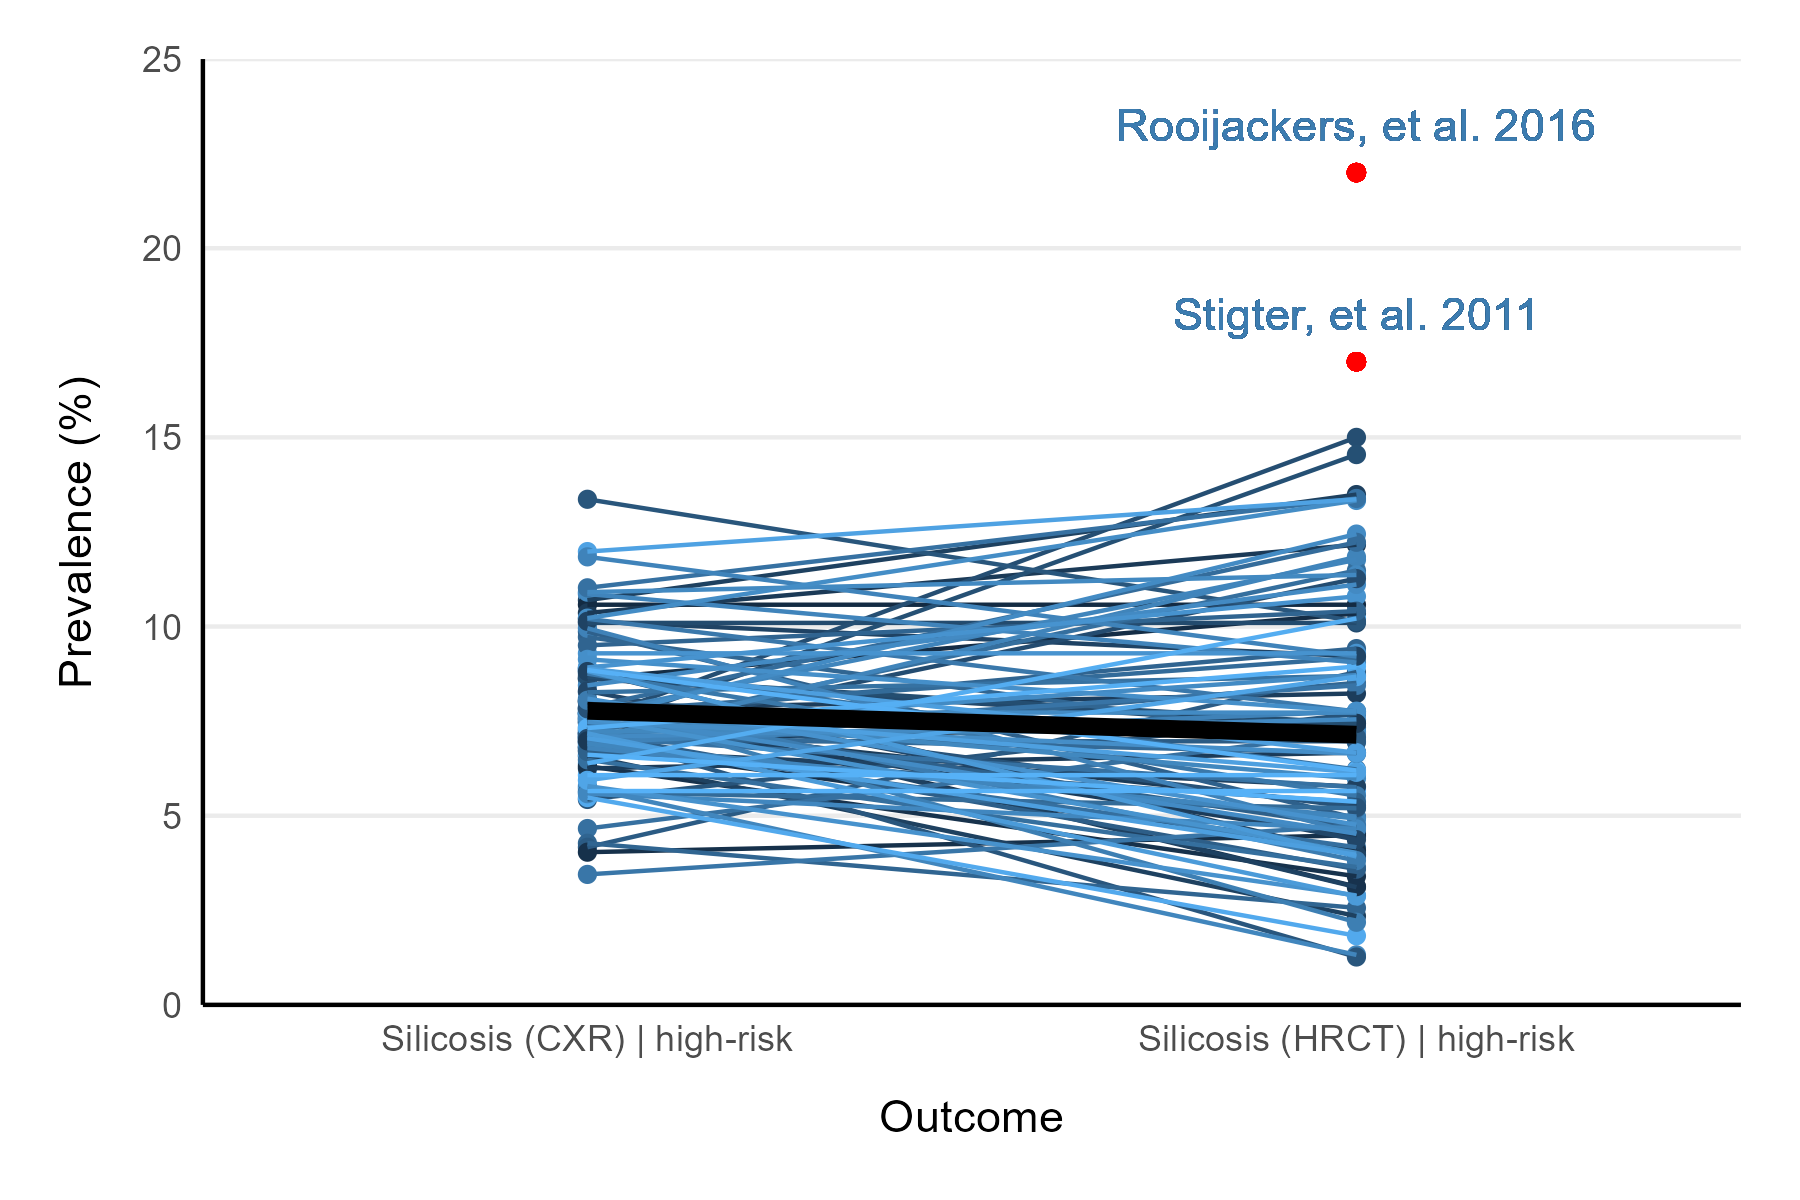 25
Rooijackers, et al. 2016
20
Stigter, et al. 2011
15
Prevalence (%)
10
5
0
Silicosis (CXR) | high-risk
Silicosis (HRCT) | high-risk
Outcome